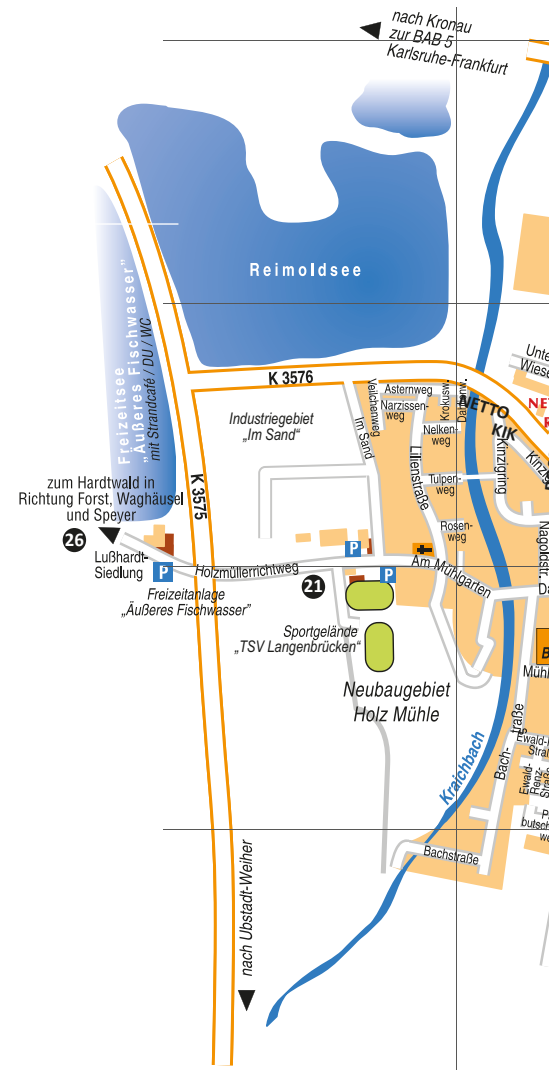 nach Kronau
zur BAB 5
Karlsruhe-Frankfurt
Reimoldsee
Freizeitsee
„Äußeres Fischwasser”
mit Strandcafé / DU / WC
K 3576
K 3575
Industriegebiet
„Im Sand“
Im Sand
Veilchenweg
Asternweg
Narzissen-
weg
Krokusw.
NETTO
KIK
Nelken-
weg
Lilienstraße
Kinzigring
Tulpen-
weg
Rosen-
weg
zum Hardtwald in
Richtung Forst, Waghäusel
und Speyer
26
Lußhardt-
Siedlung
P
Holzmüllerrichtweg
Freizeitanlage
„Äußeres Fischwasser”
21
P
P
Am Mühlgarten
Sportgelände
„TSV Langenbrücken”
Neubaugebiet
Holz Mühle
Kraichbach
Bach-
straße
Bachstraße
Ewald-
Renz-
Straße
nach Ubstadt-Weiher